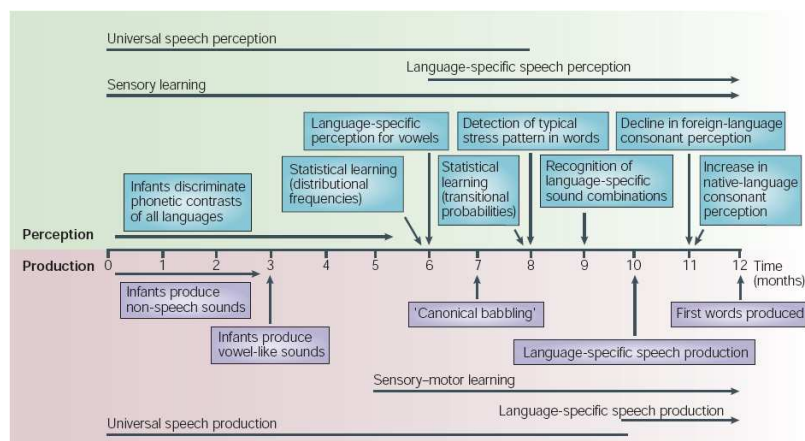 Universal speech perception
Language-specific speech perception
Sensory learning
Language-specific
perception for vowels
Detection of typical
stress pattern in words
Decline in foreign-language
consonant perception
Statistical learning
(distributional
frequencies)
Statistical
learning
(transitional
probabilities)
Recognition of
language-specific
sound combinations
Increase in
native-language
consonant
perception
Infants discriminate
phonetic contrasts
of all languages
Perception
Production
0 1 2 3 4 5 6 7 8 9 10 11 12 Time
(months)
Infants produce
non-speech sounds
Infants produce
vowel-like sounds
'Canonical babbling'
First words produced
Language-specific speech production
Sensory–motor learning
Language-specific speech production
Universal speech production